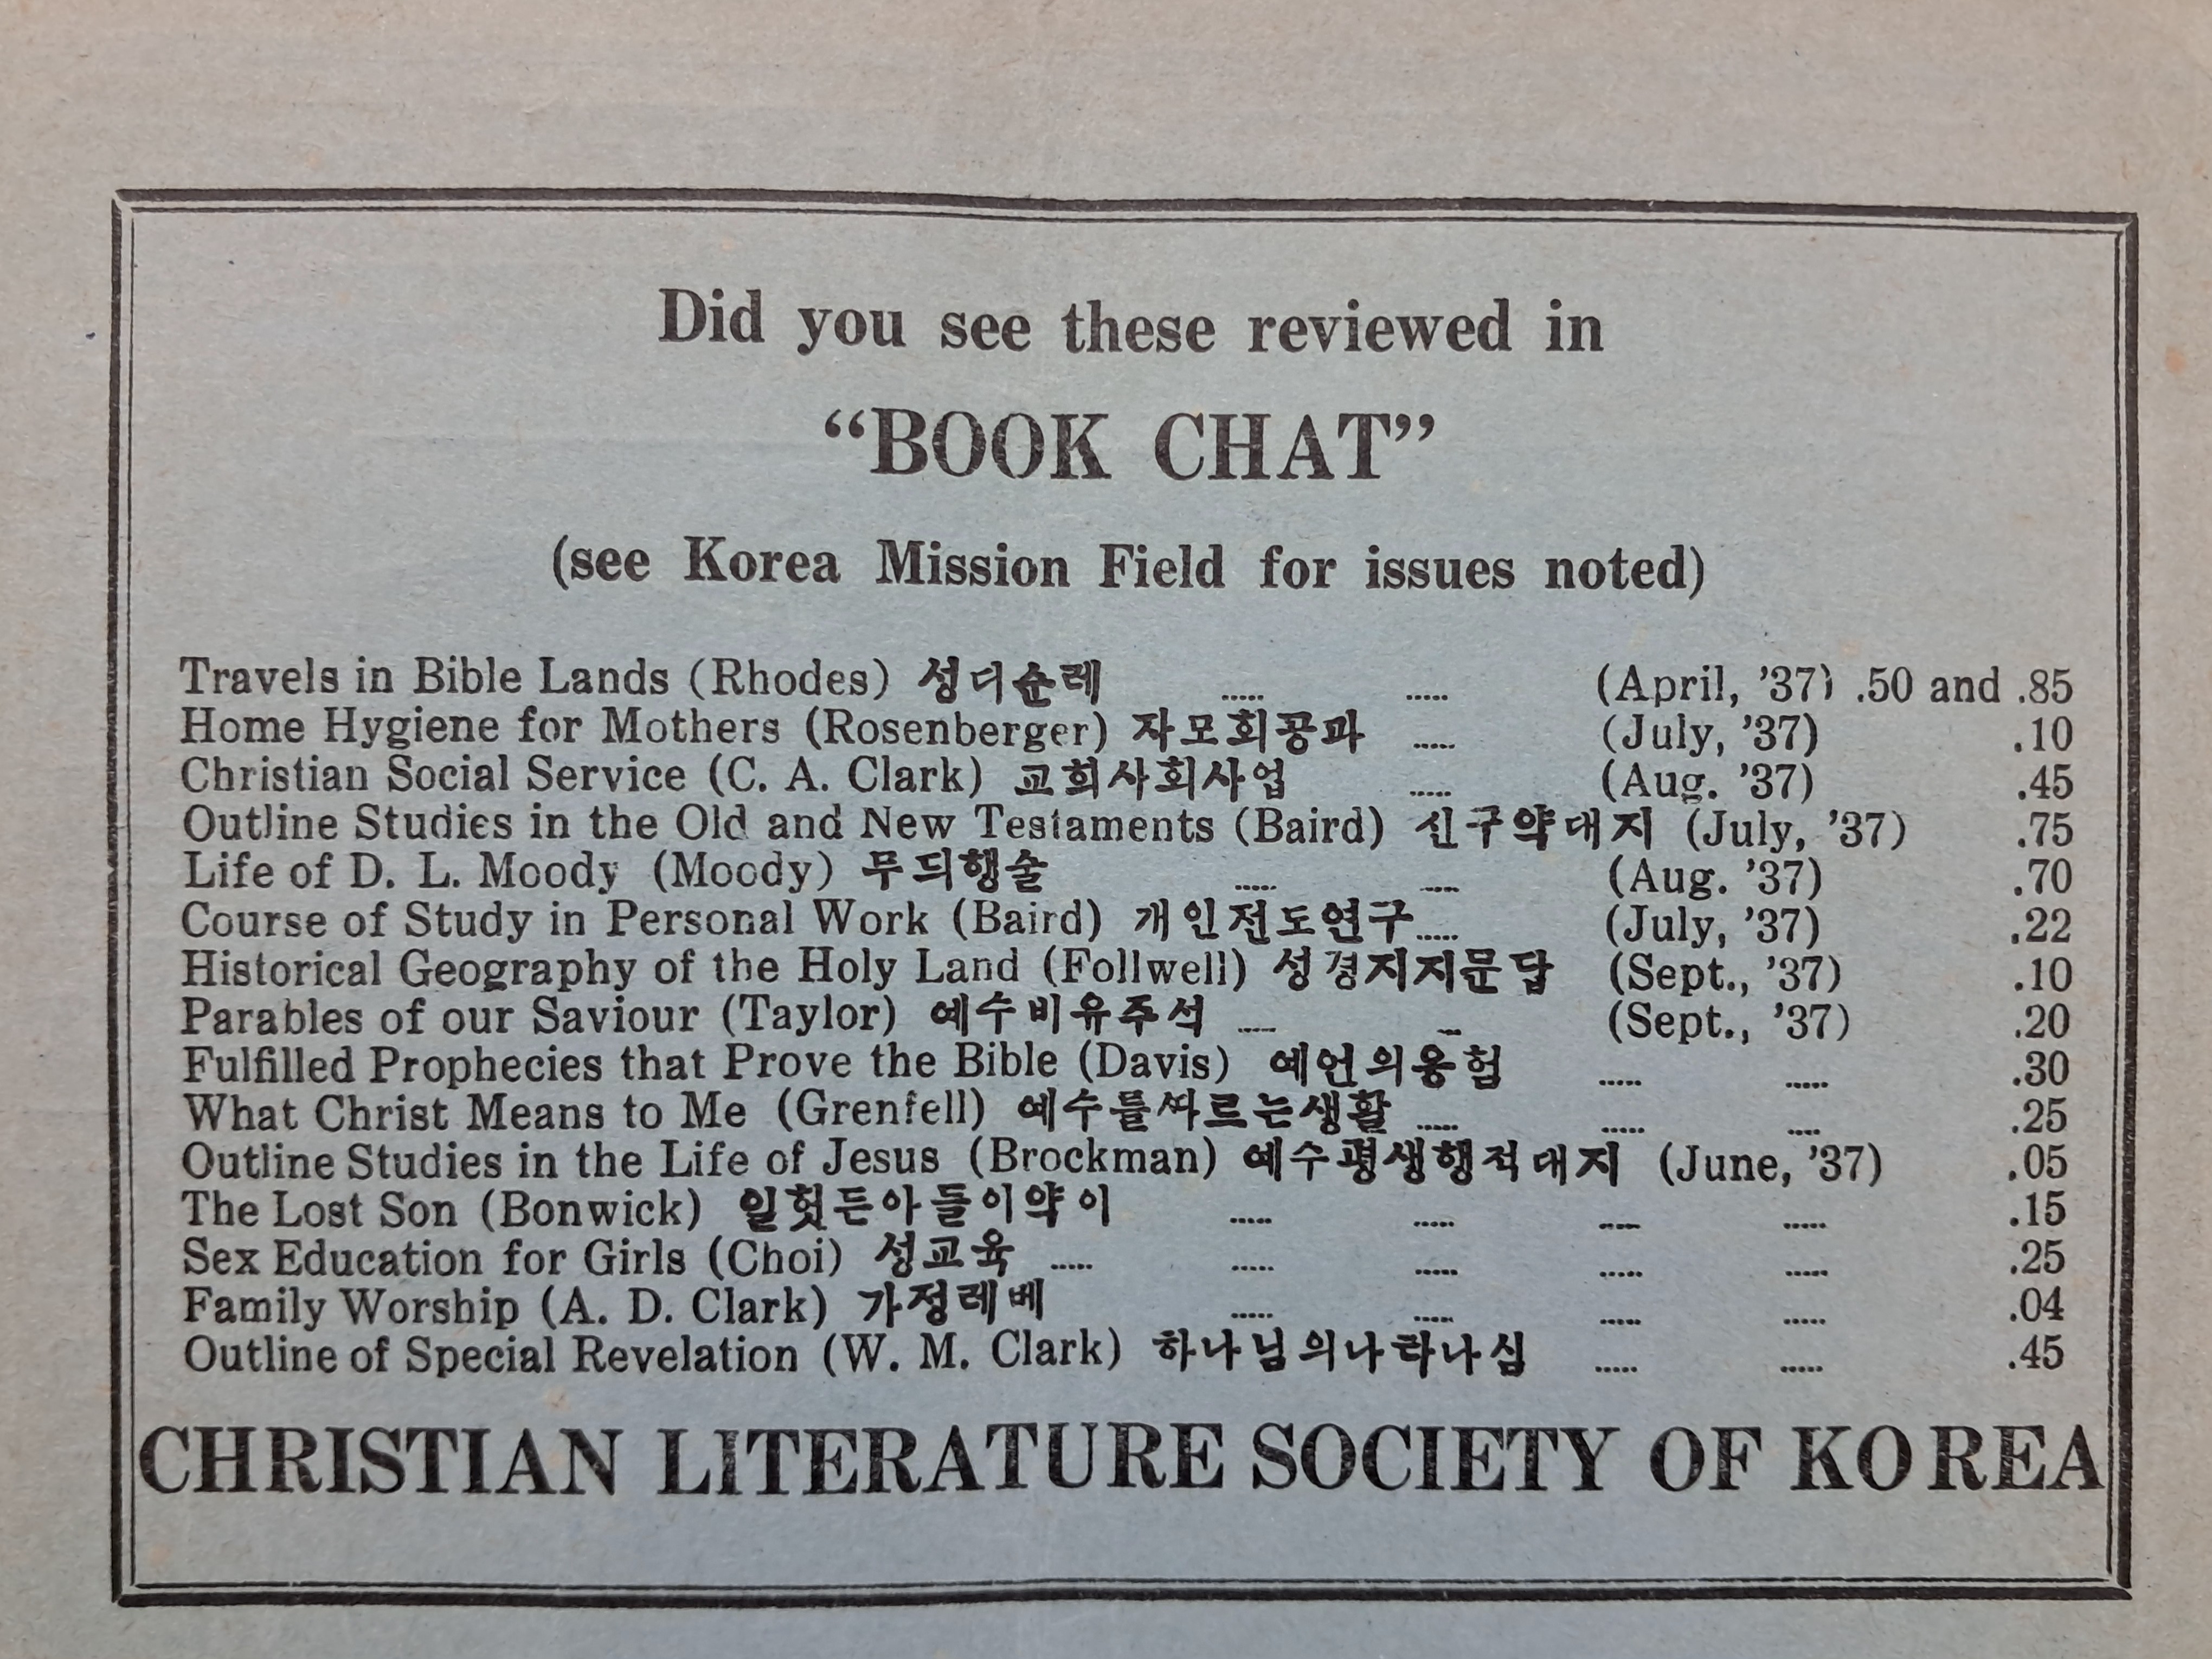 Did you see these reviewed in
“BOOK CHAT”
(see Korea Mission Field for issues noted)
Travels in Bible Lands (Rhodes) 성디순레 ..... ..... (April, ’37) .50 and .85
Home Hygiene for Mothers (Rosenberger) 자모회공과 ..... (July, ’37) .10
Christian Social Service (C. A. Clark) 교회사회사업 ..... (Aug. ’37) .45
Outline Studies in the Old and New Testaments (Baird) 신구약대지 (July, ’37) .75
Life of D. L. Moody (Moody) 무듸행술 ..... ..... (Aug. ’37) .70
Course of Study in Personal Work (Baird) 개인전도연구..... (July, ’37) .22
Historical Geography of the Holy Land (Follwell) 성경지지문답 (Sept., ’37) .10
Parables of our Saviour (Taylor) 예수비유주석 ..... ... (Sept., ’37) .20
Fulfilled Prophecies that Prove the Bible (Davis) 예언의응험 ..... ..... .30
What Christ Means to Me (Grenfell) 예수를ᄯᅡ르는생활 ..... ..... .... .25
Outline Studies in the Life of Jesus (Brockman) 예수평생행적대지 (June, ’37) .05
The Lost Son (Bonwick) 일헛든아들이약이 ..... ..... ..... ..... .15
Sex Education for Girls (Choi) 성교육 ..... ..... ..... ..... ..... .25
Family Worship (A. D. Clark) 가정레베 ..... ..... ..... ..... .04
Outline of Special Revelation (W. M. Clark) 하나님의나타나심 ..... ..... .45
CHRISTIAN LITERATURE SOCIETY OF KOREA